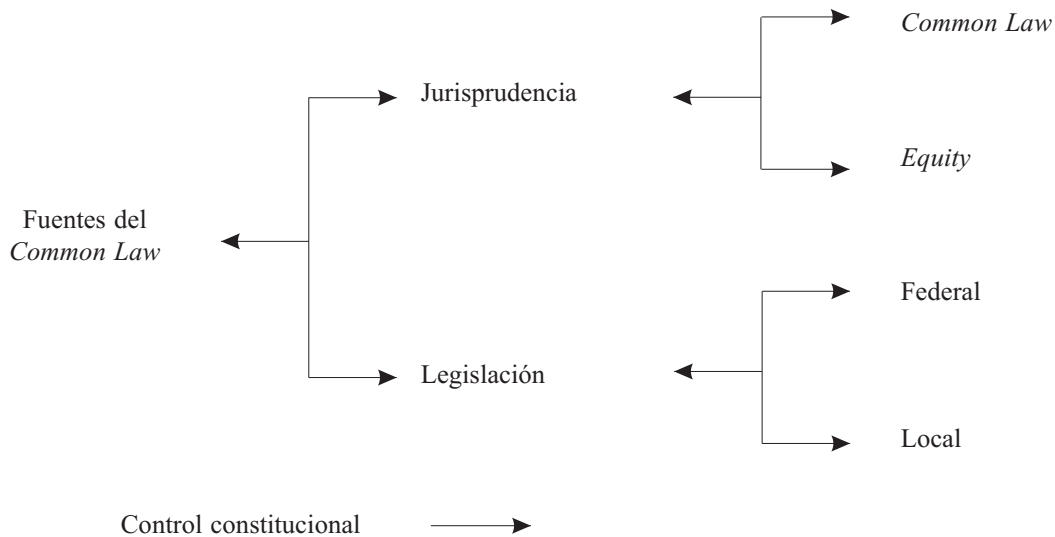 Common Law
Jurisprudencia
Equity
Fuentes del
Common Law
Federal
Legislación
Local
Control constitucional